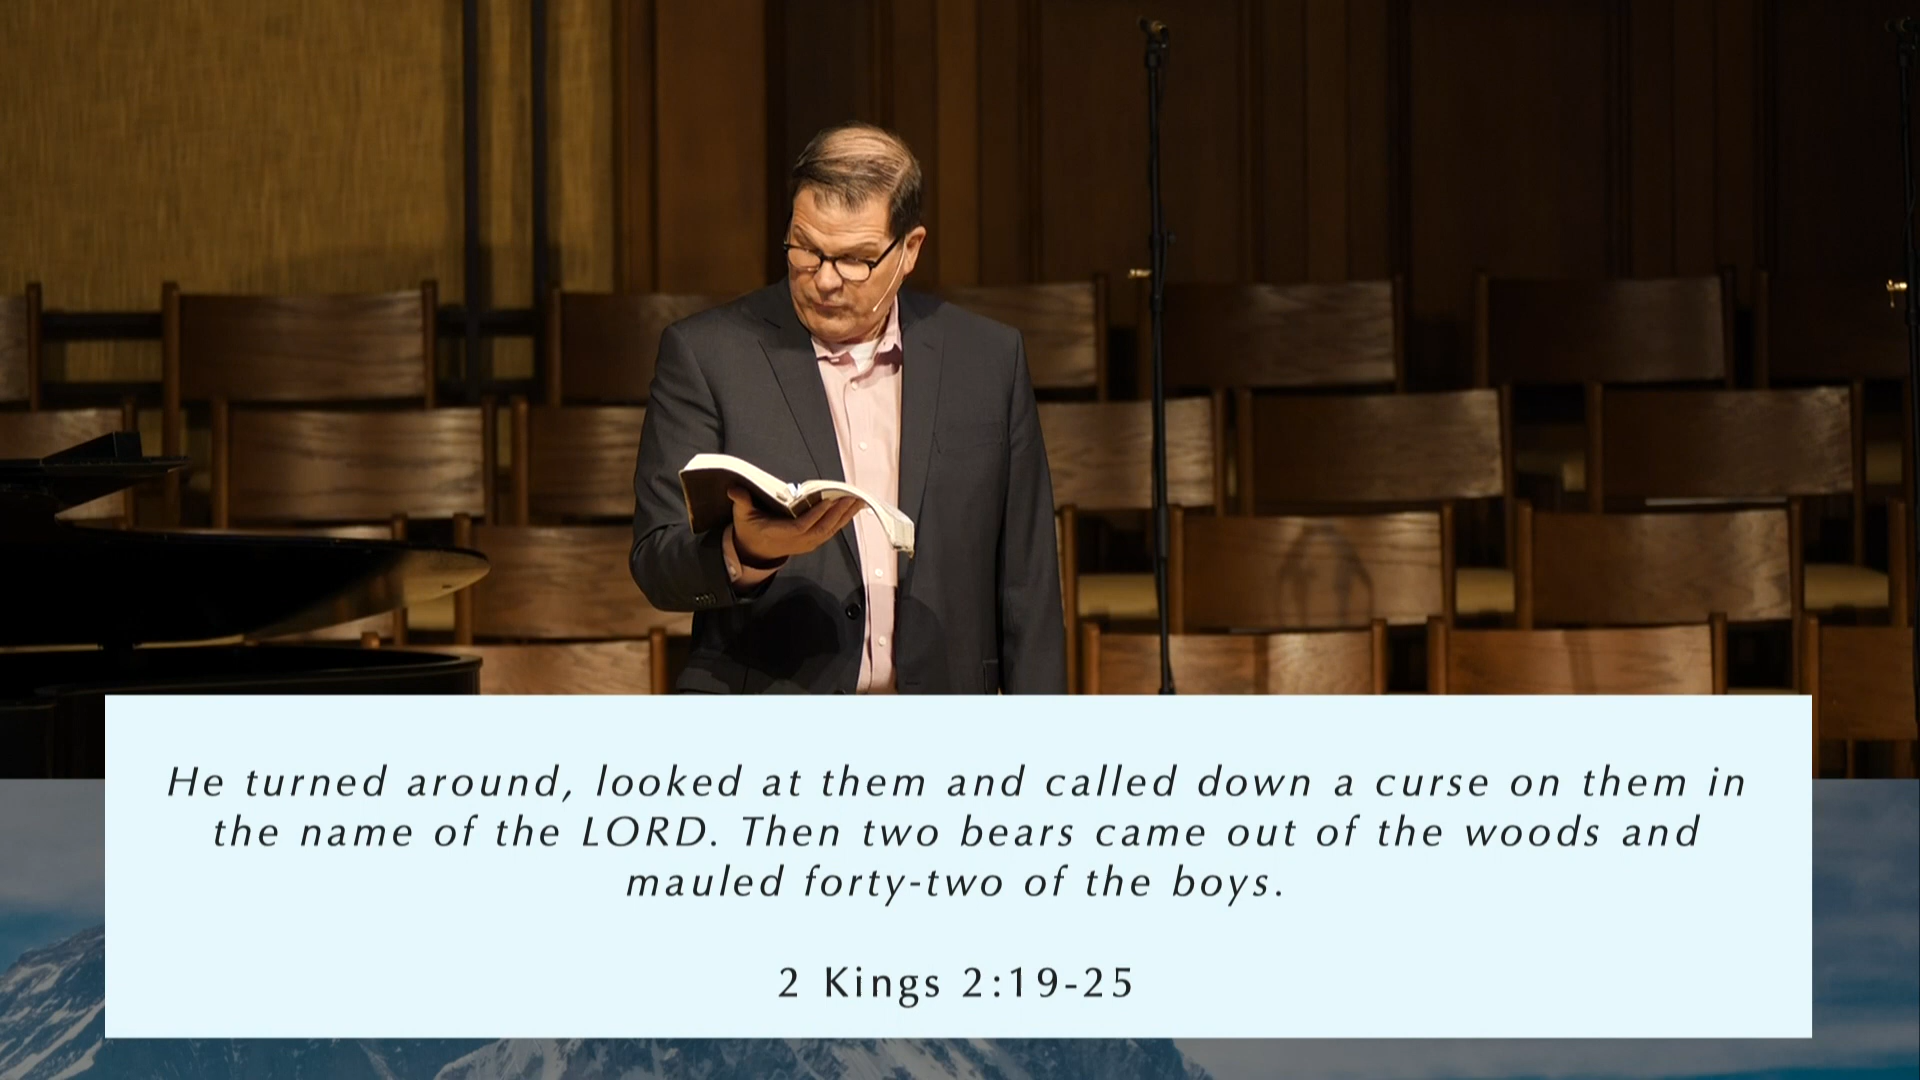 He turned around, looked at them and called down a curse on them in
the name of the LORD. Then two bears came out of the woods and
mauled forty-two of the boys.
2 Kings 2:19-25